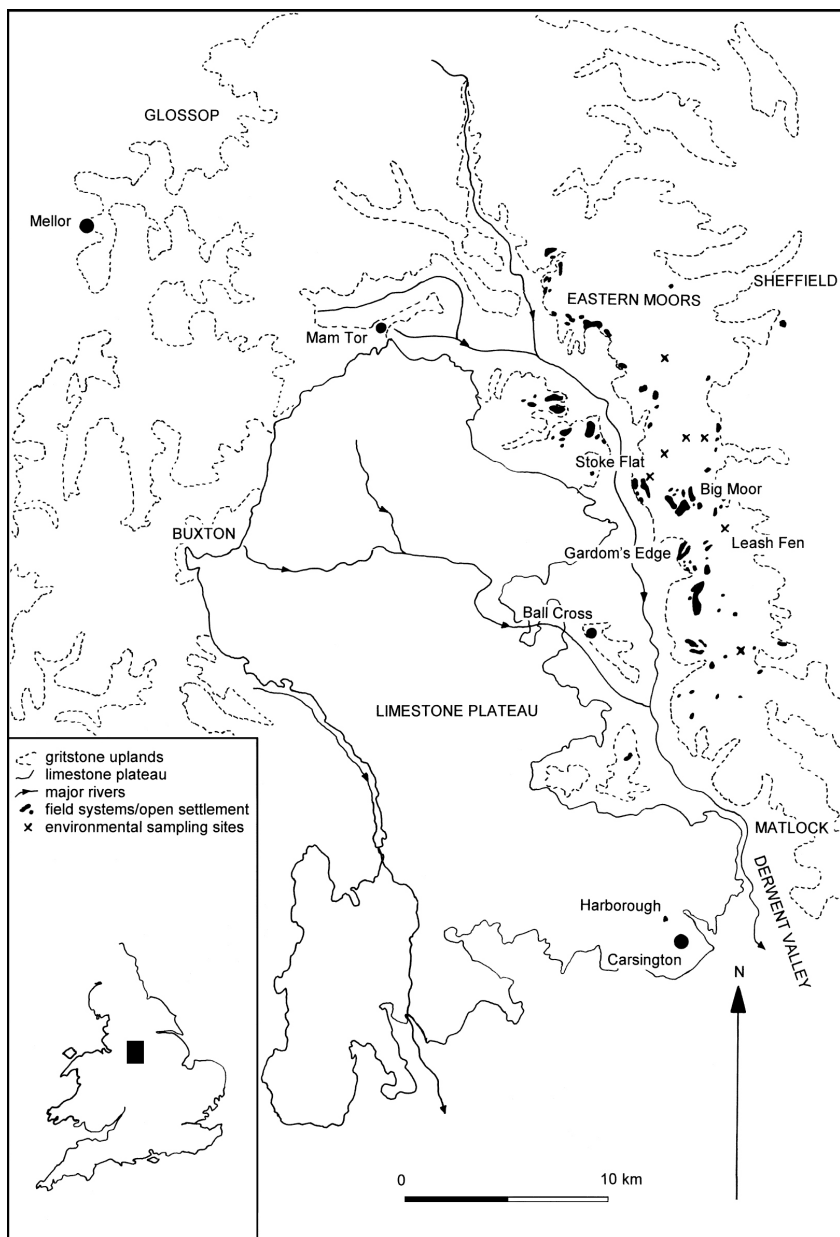 GLOSSOP
Mellor
SHEFFIELD
EASTERN MOORS
Mam Tor
Stoke Flat
Big Moor
BUXTON
Leash Fen
Gardom's Edge
Ball Cross
LIMESTONE PLATEAU
gritstone uplands
limestone plateau
major rivers
field systems/open settlement
environmental sampling sites
MATLOCK
DERWENT VALLEY
Harborough
Carsington
N
0
10 km